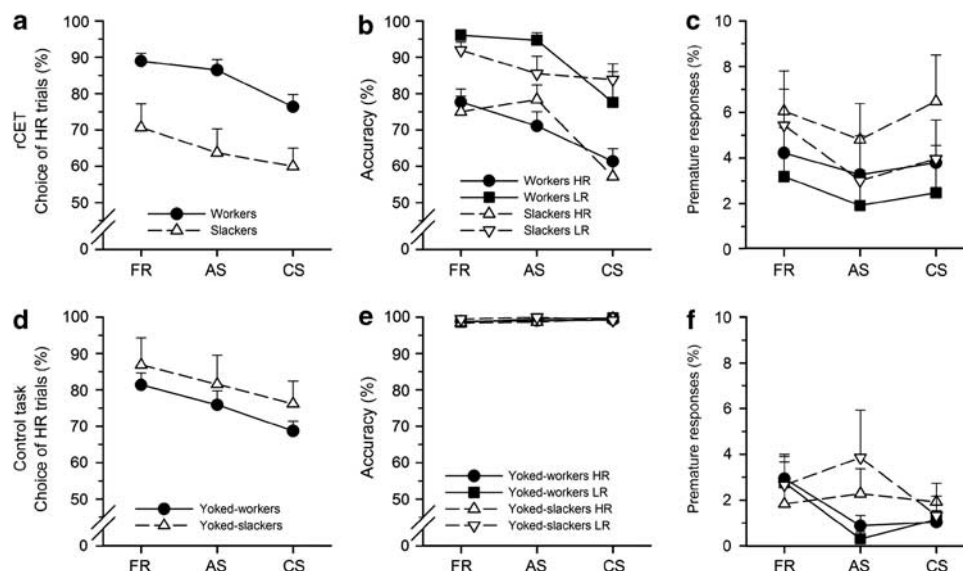 a
rCET
Choice of HR trials (%)
100
90
80
70
60
50
0
Workers
Slackers
FR AS CS
b
Accuracy (%)
100
90
80
70
60
50
0
Workers HR
Workers LR
Slackers HR
Slackers LR
FR AS CS
c
Premature responses (%)
10
8
6
4
2
0
FR AS CS
d
Control task
Choice of HR trials (%)
100
90
80
70
60
50
0
Yoked-workers
Yoked-slackers
FR AS CS
e
Accuracy (%)
100
90
80
70
60
50
0
Yoked-workers HR
Yoked-workers LR
Yoked-slackers HR
Yoked-slackers LR
FR AS CS
f
Premature responses (%)
10
8
6
4
2
0
FR AS CS